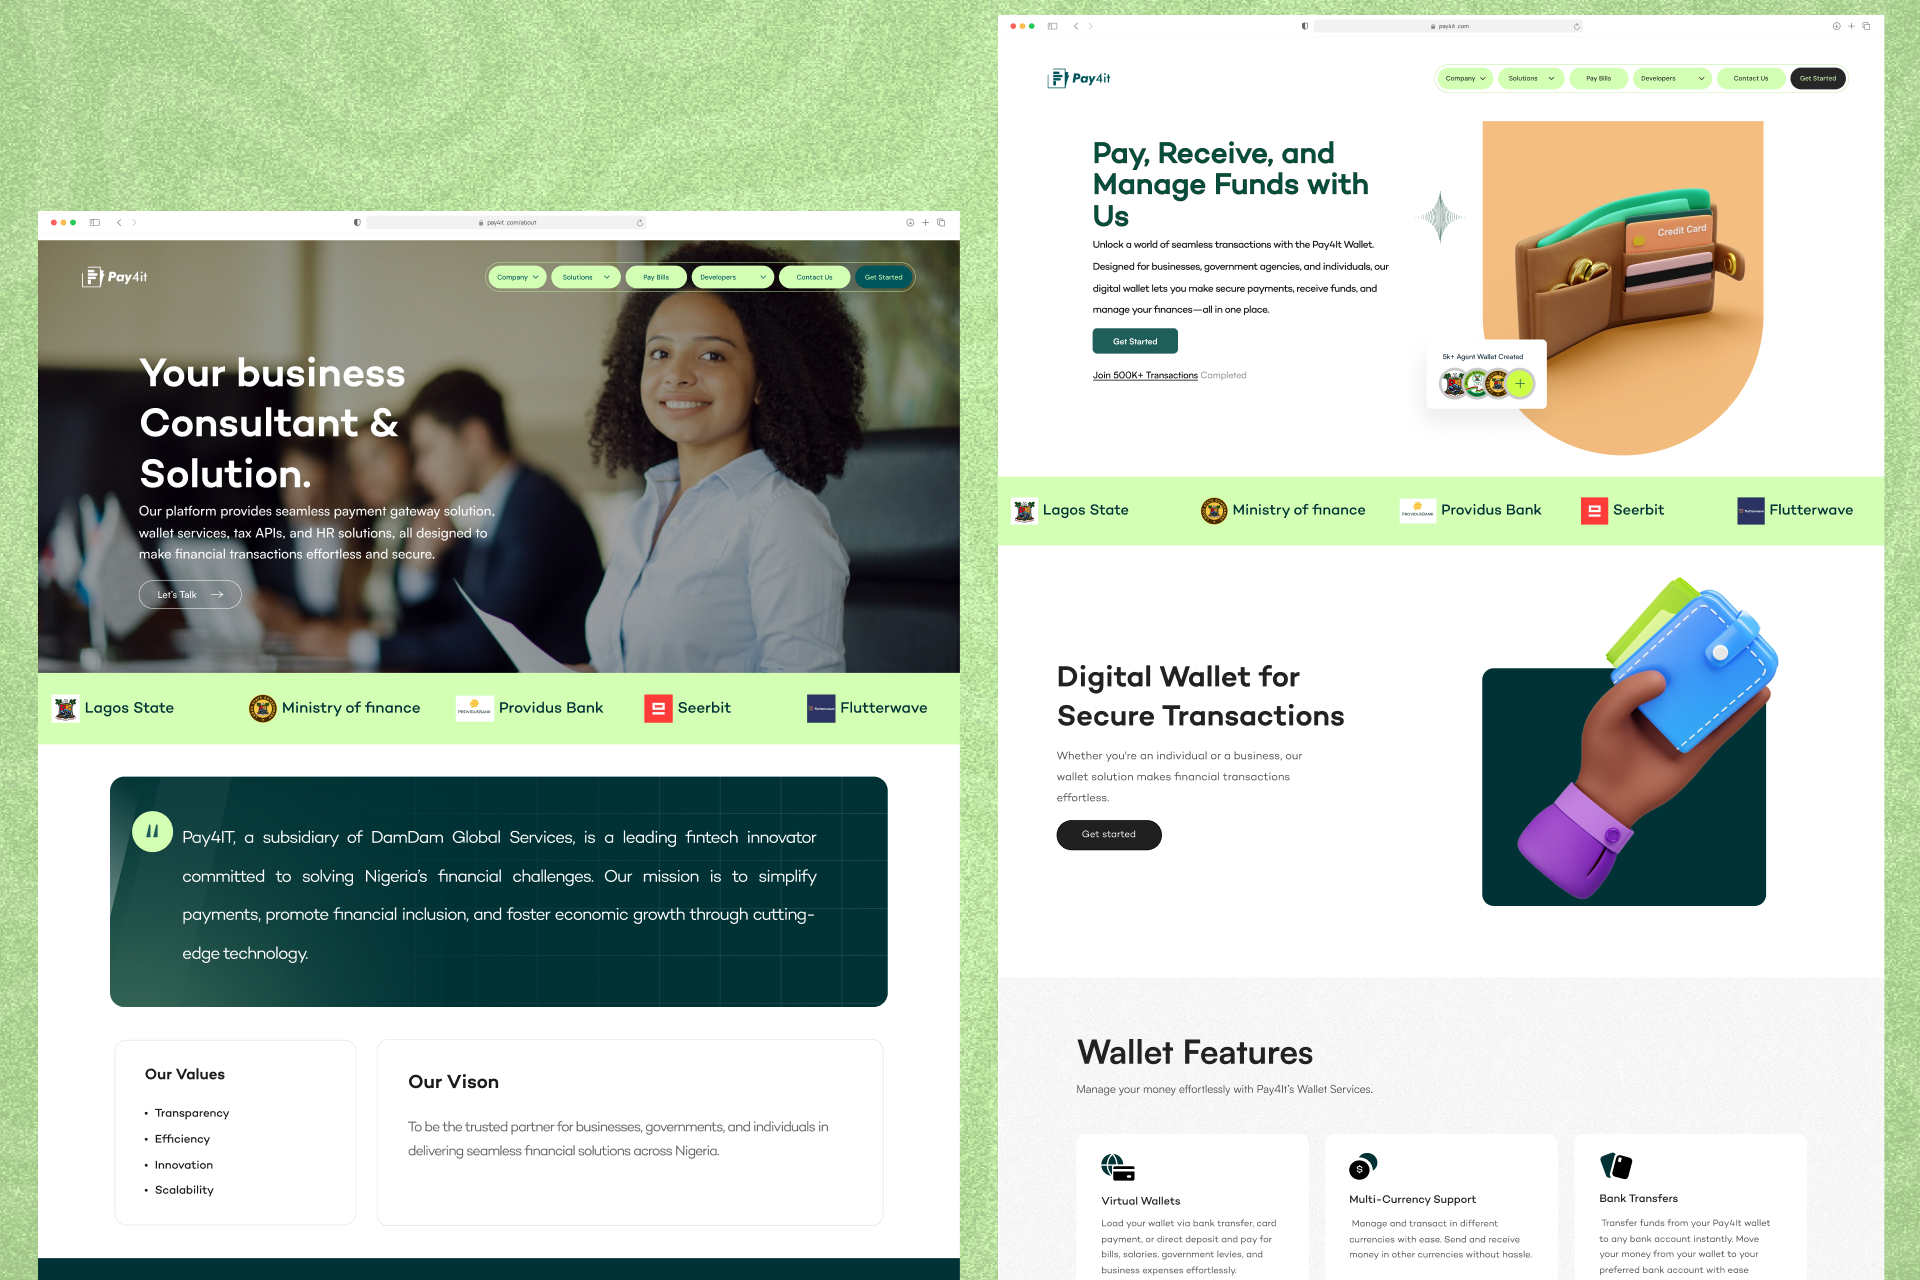 pay4it .com/about
Pay4it
Company
Solutions
Pay Bills
Developers
Contact Us
Get Started
Your business
Consultant &
Solution.
Our platform provides seamless payment gateway solution,
wallet services, tax APIs, and HR solutions, all designed to
make financial transactions effortless and secure.
Let's Talk
Lagos State
Ministry of finance
PROVIDUSBANK
Providus Bank
Seerbit
flutterwave
Flutterwave
Pay4IT, a subsidiary of DamDam Global Services, is a leading fintech innovator
committed to solving Nigeria's financial challenges. Our mission is to simplify
payments, promote financial inclusion, and foster economic growth through cutting-
edge technology.
Our Values
• Transparency
• Efficiency
• Innovation
• Scalability
Our Vison
To be the trusted partner for businesses, governments, and individuals in
delivering seamless financial solutions across Nigeria.
pay4it .com
Pay4it
Company
Solutions
Pay Bills
Developers
Contact Us
Get Started
Pay, Receive, and
Manage Funds with
Us
Unlock a world of seamless transactions with the Pay4It Wallet.
Designed for businesses, government agencies, and individuals, our
digital wallet lets you make secure payments, receive funds, and
manage your finances—all in one place.
Get Started
Join 500K+ Transactions Completed
Credit Card
5k+ Agent Wallet Created
Lagos State
Ministry of finance
PROVIDUSBANK
Providus Bank
Seerbit
flutterwave
Flutterwave
Digital Wallet for
Secure Transactions
Whether you're an individual or a business, our
wallet solution makes financial transactions
effortless.
Get started
Wallet Features
Manage your money effortlessly with Pay4It's Wallet Services.
Virtual Wallets
Load your wallet via bank transfer, card
payment, or direct deposit and pay for
bills, salaries, government levies, and
business expenses effortlessly.
$
Multi-Currency Support
Manage and transact in different
currencies with ease. Send and receive
money in other currencies without hassle.
Bank Transfers
Transfer funds from your Pay4It wallet
to any bank account instantly. Move
your money from your wallet to your
preferred bank account with ease